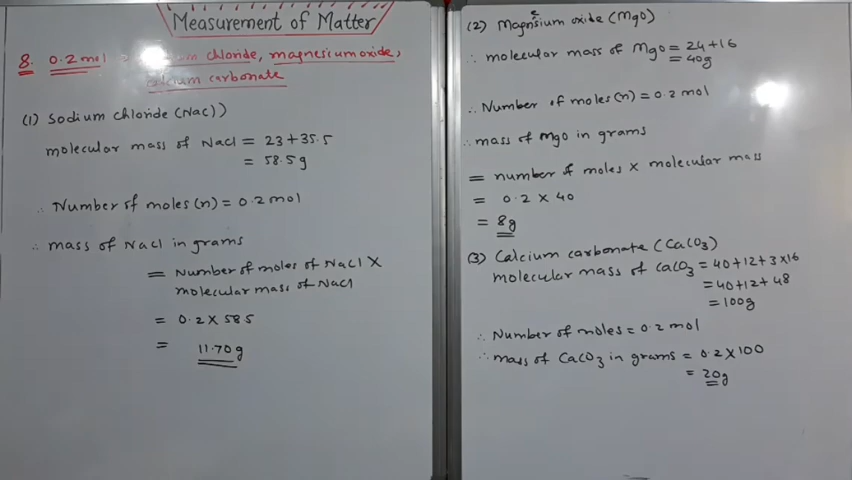 Measurement of Matter
8. 0.2 mol chloride, magnesium oxide,
calcium carbonate
(1) Sodium chloride (NaCl)
molecular mass of NaCl = 23 + 35.5
= 58.5 g
∴ Number of moles (n) = 0.2 mol
∴ mass of NaCl in grams
= Number of moles of NaCl ×
molecular mass of NaCl
= 0.2 × 58.5
= 11.70 g
(2) Magnesium oxide (MgO)
∴ molecular mass of MgO = 24 + 16
= 40g
∴ Number of moles (n) = 0.2 mol
∴ mass of MgO in grams
= number of moles × molecular mass
= 0.2 × 40
= 8g
(3) Calcium carbonate (CaCO3)
molecular mass of CaCO3 = 40 + 12 + 3 × 16
= 40 + 12 + 48
= 100g
∴ Number of moles = 0.2 mol
∴ mass of CaCO3 in grams = 0.2 × 100
= 20g